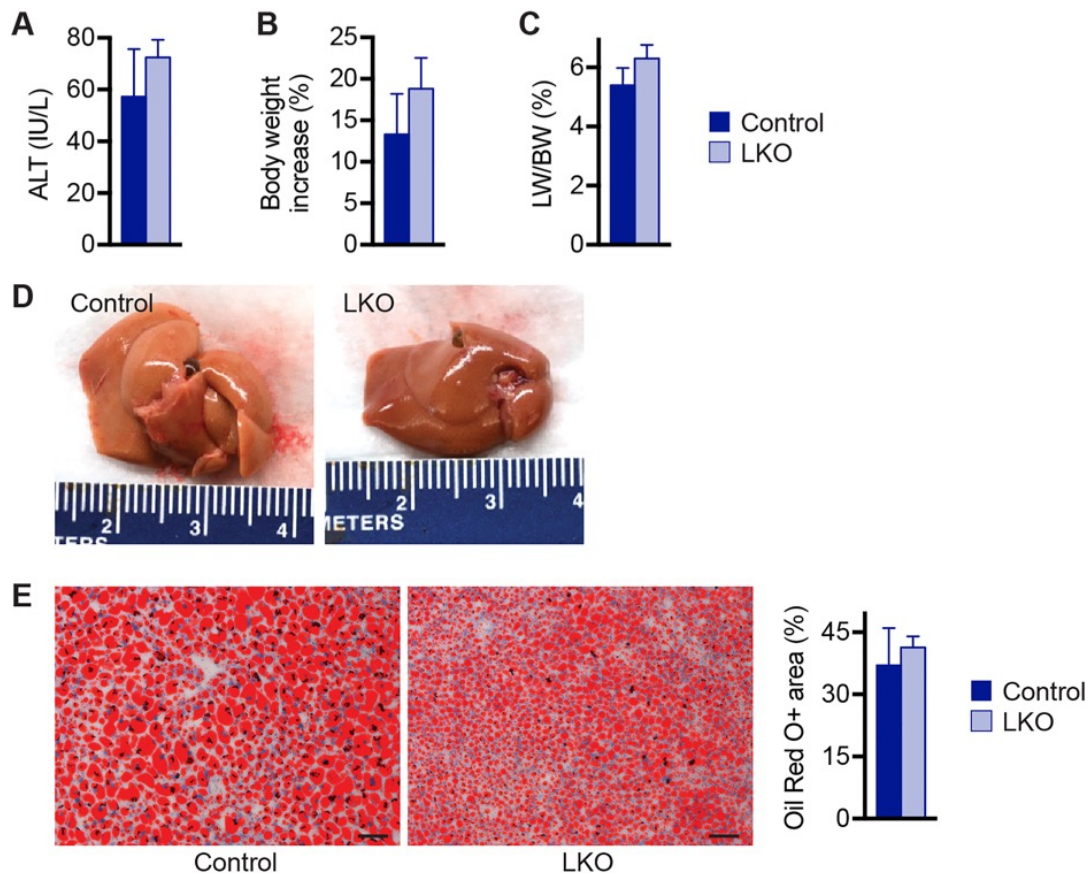 A
80
60
40
20
0
ALT (IU/L)
B
25
20
15
10
5
0
Body weight
increase (%)
C
6
4
2
0
LW/BW (%)
Control
LKO
D
Control
2
3
4
TERS
LKO
2
3
4
METERS
E
Control
LKO
45
30
15
0
Oil Red O+ area (%)
Control
LKO